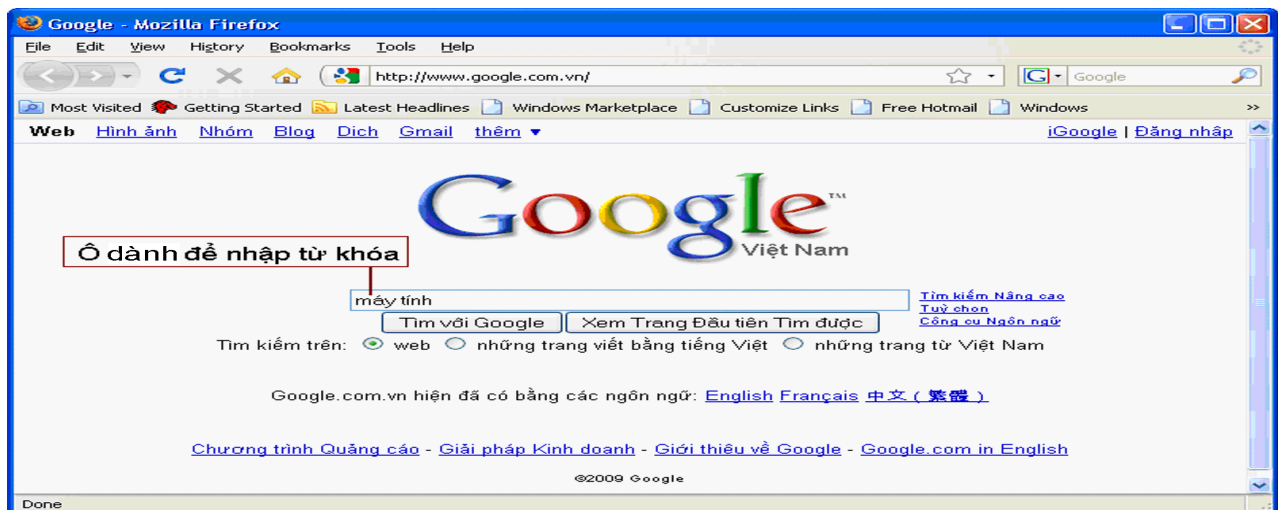 Google - Mozilla Firefox
File Edit View History Bookmarks Tools Help
http://www.google.com.vn/ G Google
Most Visited Getting Started Latest Headlines Windows Marketplace Customize Links Free Hotmail Windows »
Web Hình ảnh Nhóm Blog Dịch Gmail thêm ▼ iGoogle | Đăng nhập
Google™
Việt Nam
Ô dành để nhập từ khóa
máy tính
Tìm kiếm Nâng cao
Tuỳ chọn
Tìm với Google Xem Trang Đầu tiên Tìm được Công cụ Ngôn ngữ
Tìm kiếm trên: web những trang viết bằng tiếng Việt những trang từ Việt Nam
Google.com.vn hiện đã có bằng các ngôn ngữ: English Français 中文 (繁體)
Chương trình Quảng cáo - Giải pháp Kinh doanh - Giới thiệu về Google - Google.com in English
©2009 Google
Done